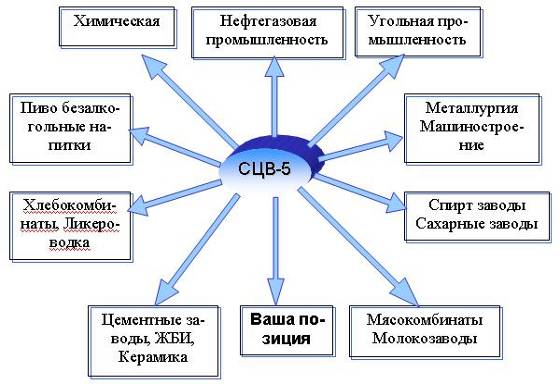 Химическая
Нефтегазовая
промышленность
Угольная про-
мышленность
Пиво безалко-
гольные на-
питки
Металлургия
Машинострое-
ние
СЦВ-5
Хлебокомби-
наты, Ликеро-
водка
Спирт заводы
Сахарные заводы
Цементные за-
воды, ЖБИ,
Керамика
Ваша по-
зиция
Мясокомбинаты
Молокозаводы